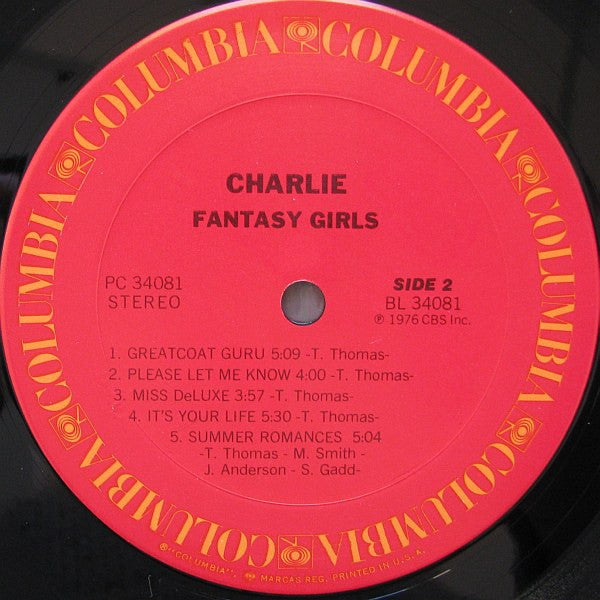 COLUMBIA COLUMBIA COLUMBIA COLUMBIA COLUMBIA COLUMBIA COLUMBIA COLUMBIA
CHARLIE
FANTASY GIRLS
PC 34081
STEREO
SIDE 2
BL 34081
℗ 1976 CBS Inc.
1. GREATCOAT GURU 5:09 -T. Thomas-
2. PLEASE LET ME KNOW 4:00 -T. Thomas-
3. MISS DeLUXE 3:57 -T. Thomas-
4. IT'S YOUR LIFE 5:30 -T. Thomas-
5. SUMMER ROMANCES 5:04
-T. Thomas - M. Smith -
J. Anderson - S. Gadd-
®"COLUMBIA", MARCAS REG. PRINTED IN U.S.A.